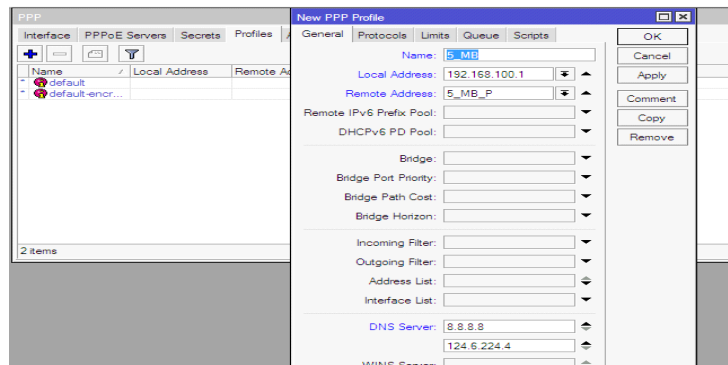 PPP
Interface PPPoE Servers Secrets Profiles
Name Local Address Remote
default
default-encr...
2 items
New PPP Profile
General Protocols Limits Queue Scripts
Name: 5_MB
Local Address: 192.168.100.1
Remote Address: 5_MB_P
Remote IPv6 Prefix Pool:
DHCPv6 PD Pool:
Bridge:
Bridge Port Priority:
Bridge Path Cost:
Bridge Horizon:
Incoming Filter:
Outgoing Filter:
Address List:
Interface List:
DNS Server: 8.8.8.8
124.6.224.4
WINS Server:
OK
Cancel
Apply
Comment
Copy
Remove